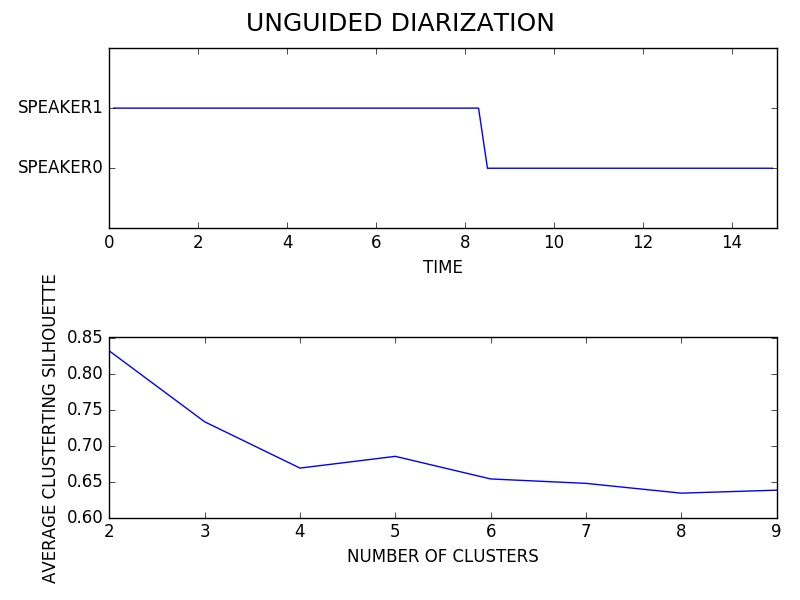 UNGUIDED DIARIZATION
SPEAKER1
SPEAKER0
0 2 4 6 8 10 12 14
TIME
AVERAGE CLUSTERTING SILHOUETTE
0.85
0.80
0.75
0.70
0.65
0.60
2 3 4 5 6 7 8 9
NUMBER OF CLUSTERS